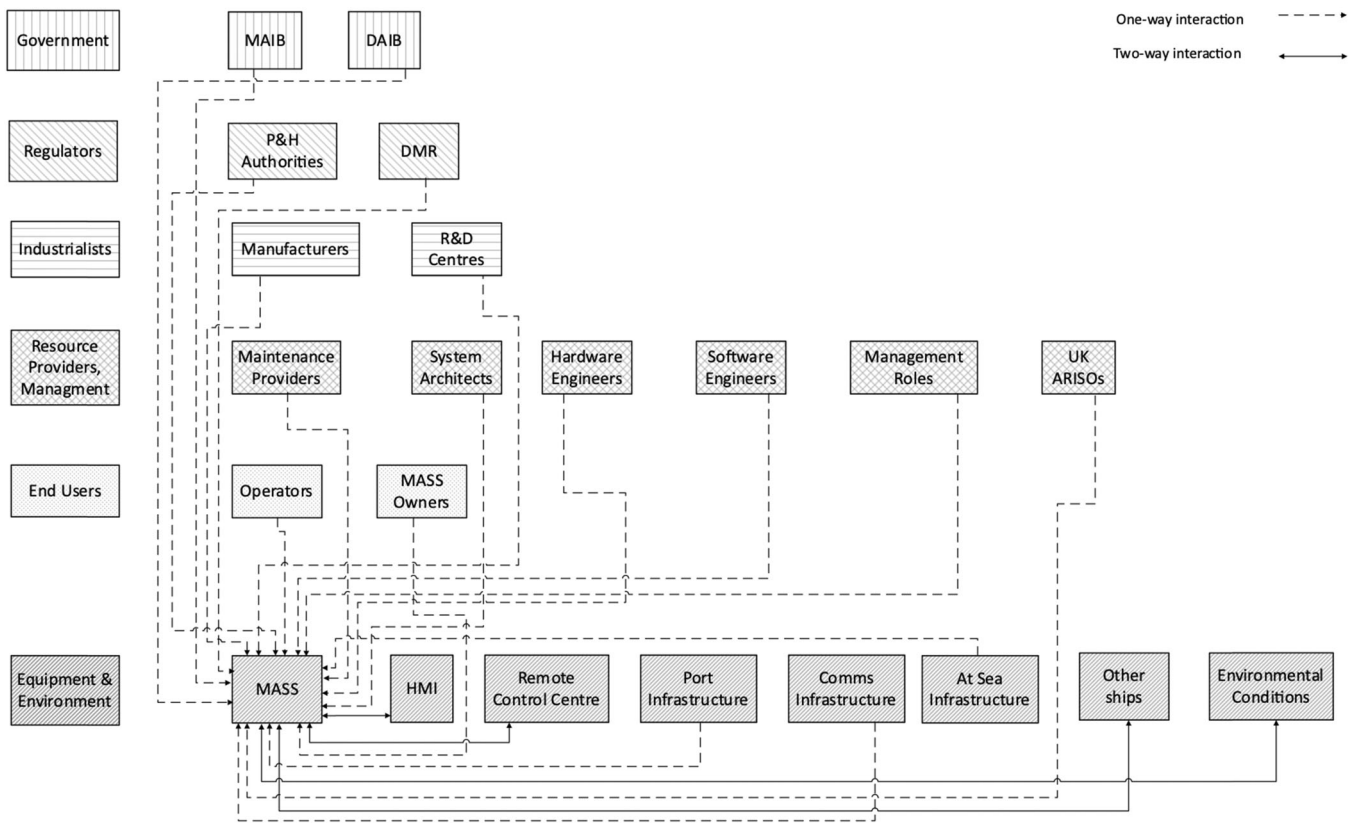 Government
MAIB
DAIB
One-way interaction
Two-way interaction
Regulators
P&H
Authorities
DMR
Industrialists
Manufacturers
R&D
Centres
Resource
Providers,
Managment
Maintenance
Providers
System
Architects
Hardware
Engineers
Software
Engineers
Management
Roles
UK
ARISOs
End Users
Operators
MASS
Owners
Equipment &
Environment
MASS
HMI
Remote
Control Centre
Port
Infrastructure
Comms
Infrastructure
At Sea
Infrastructure
Other
ships
Environmental
Conditions